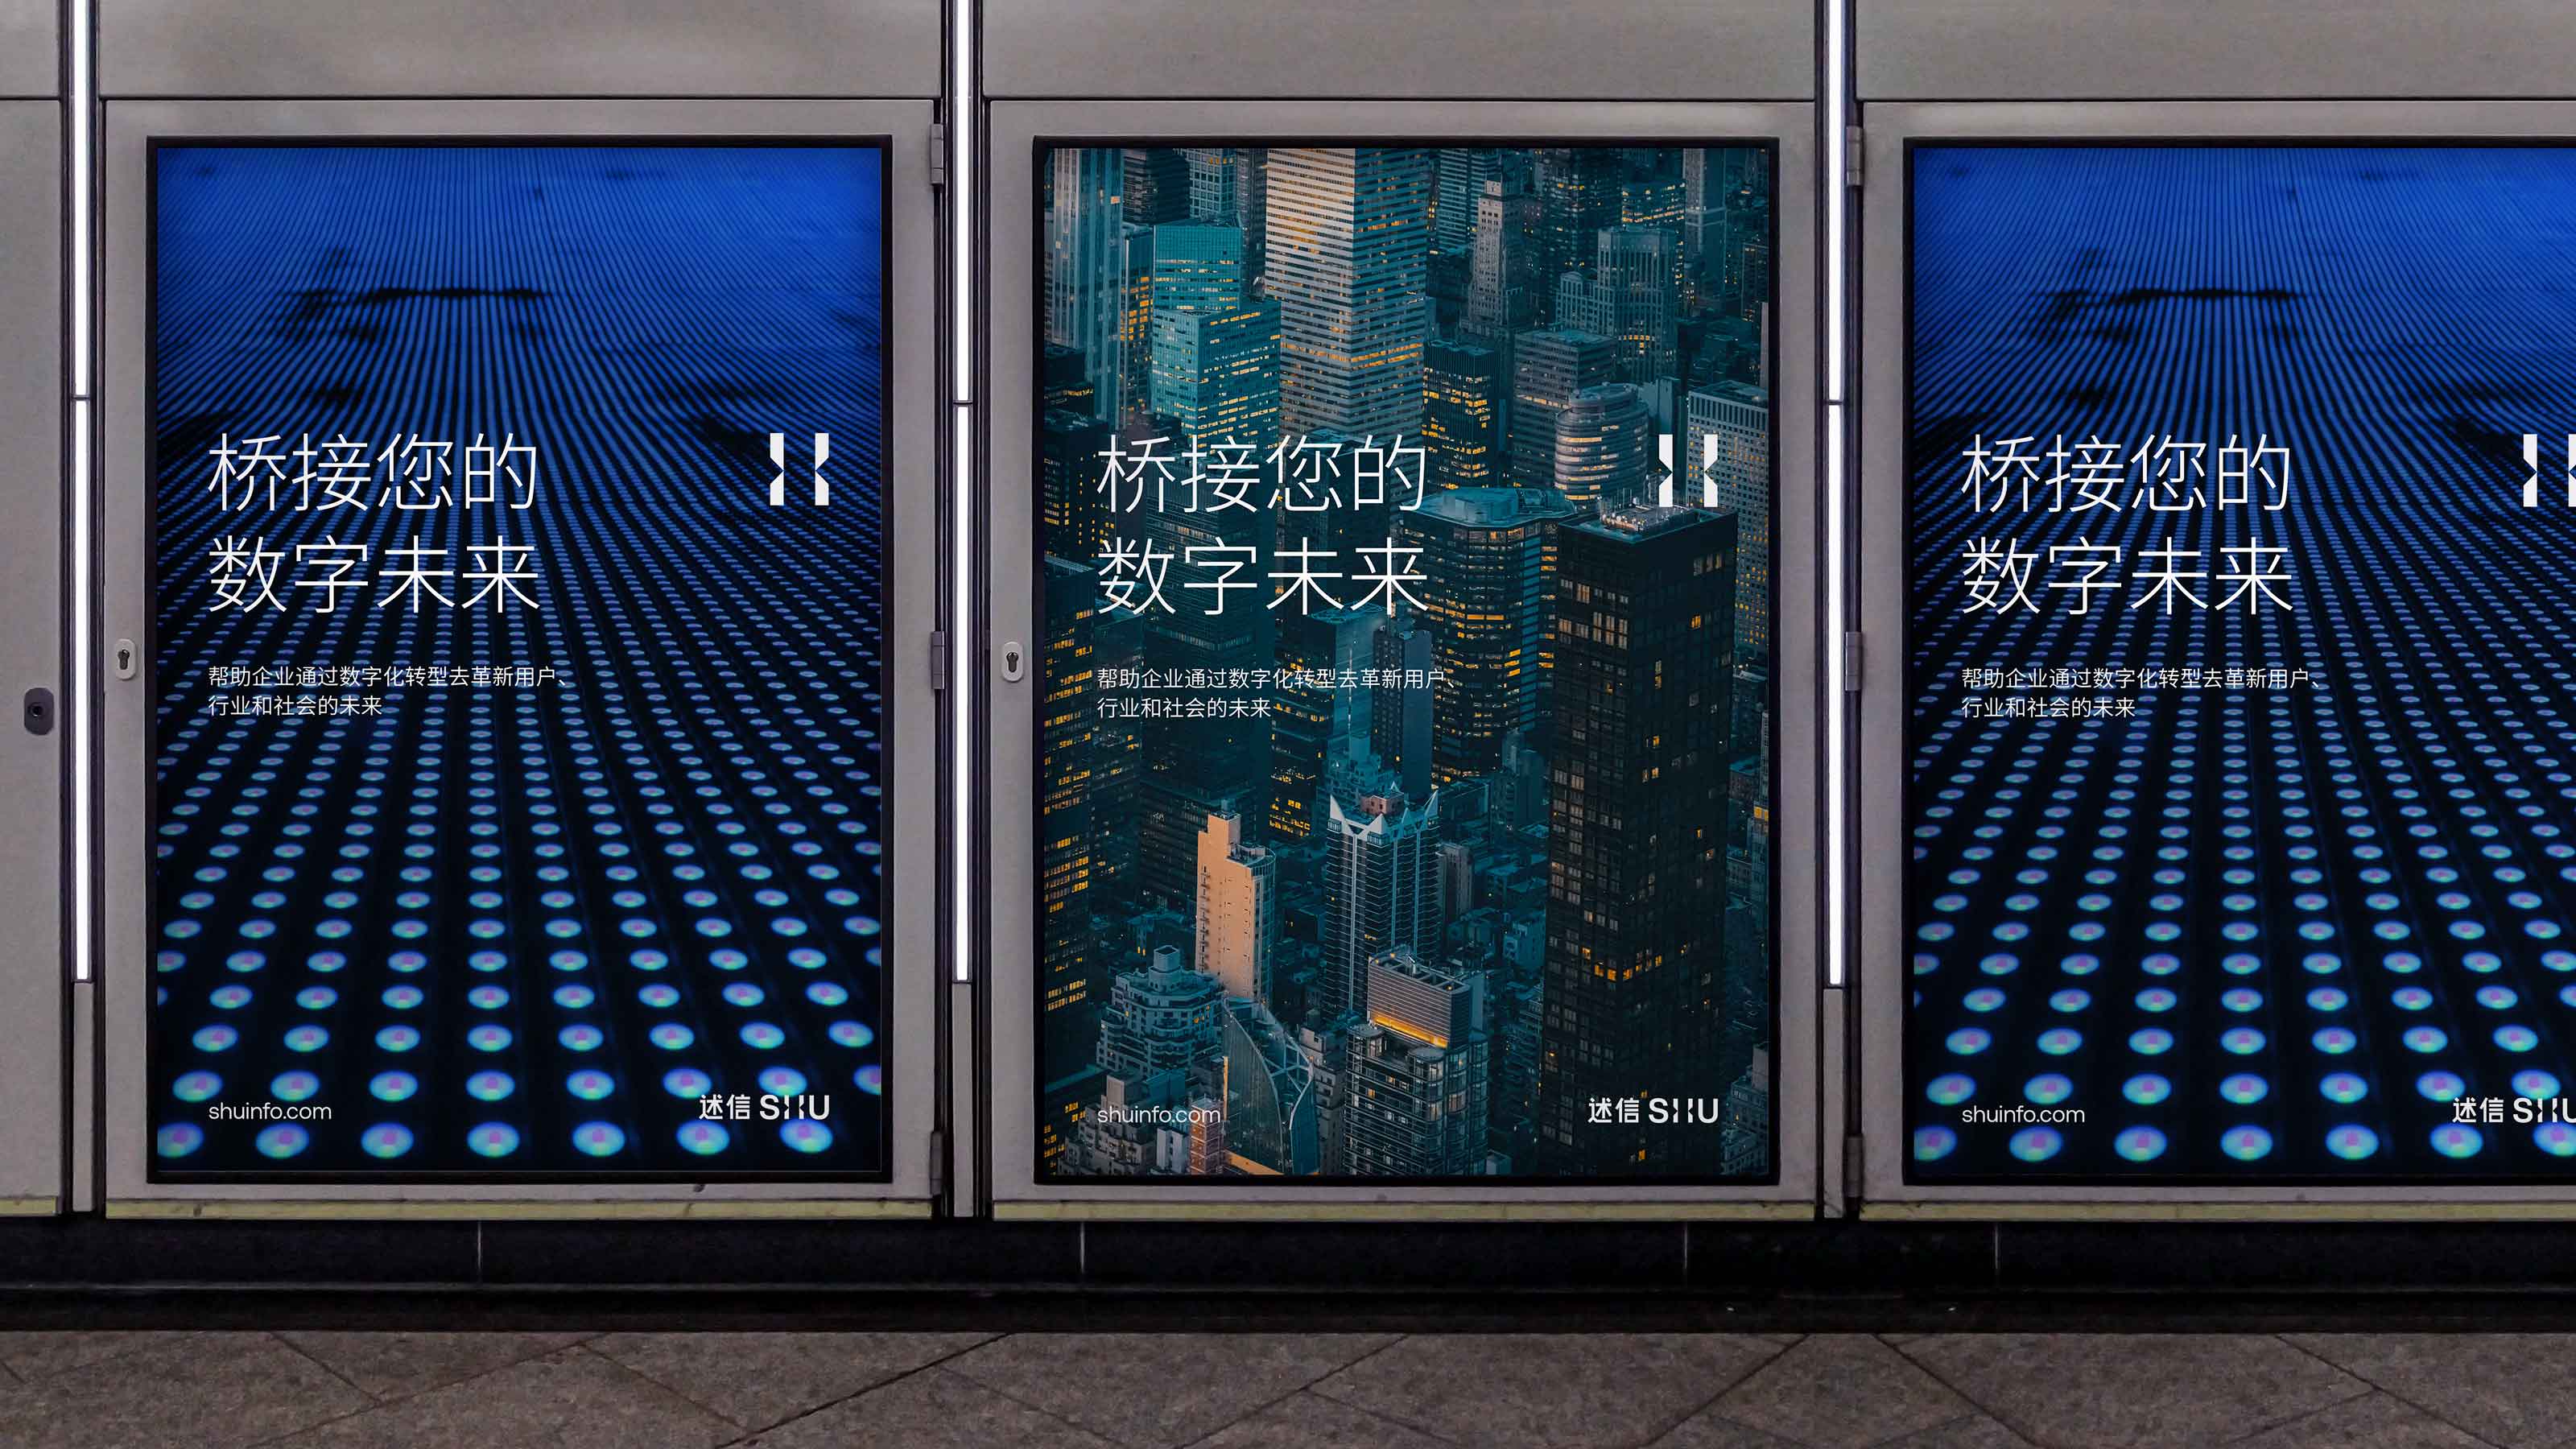 桥接您的
数字未来
帮助企业通过数字化转型去革新用户、
行业和社会的未来
shuinfo.com
述信 SHU
桥接您的
数字未来
帮助企业通过数字化转型去革新用户、
行业和社会的未来
shuinfo.com
述信 SHU
桥接您的
数字未来
帮助企业通过数字化转型去革新用户、
行业和社会的未来
shuinfo.com
述信 SHU